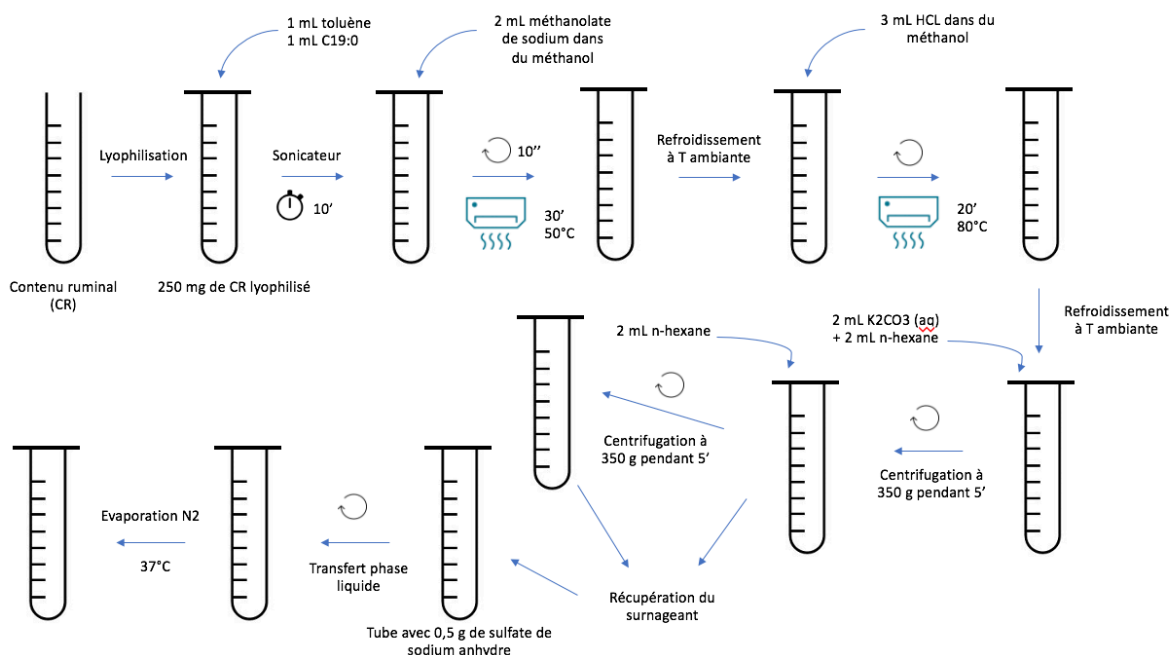 1 mL toluène
1 mL C19:0
2 mL méthanolate
de sodium dans
du méthanol
3 mL HCL dans du
méthanol
Lyophilisation
Sonicateur
10'
10''
30'
50°C
Refroidissement
à T ambiante
20'
80°C
Contenu ruminal
(CR)
250 mg de CR lyophilisé
Refroidissement
à T ambiante
2 mL K2CO3 (aq)
+ 2 mL n-hexane
2 mL n-hexane
Centrifugation à
350 g pendant 5'
Centrifugation à
350 g pendant 5'
Evaporation N2
37°C
Transfert phase
liquide
Récupération du
surnageant
Tube avec 0,5 g de sulfate de
sodium anhydre